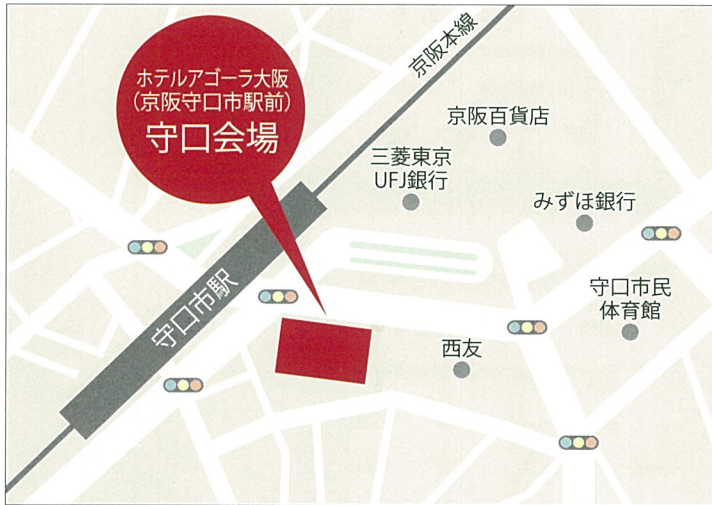 ホテルアゴーラ大阪
(京阪守口市駅前)
守口会場
京阪本線
京阪百貨店
三菱東京
UFJ銀行
みずほ銀行
守口市駅
守口市民
体育館
西友